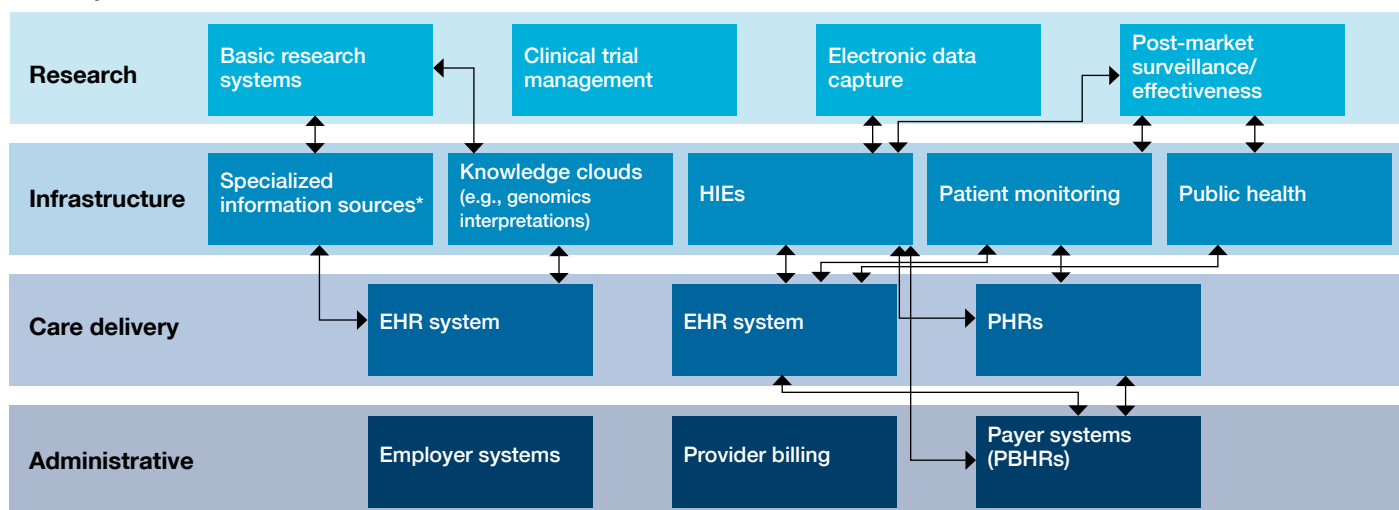 Research
Basic research
systems
Clinical trial
management
Electronic data
capture
Post-market
surveillance/
effectiveness
Infrastructure
Specialized
information sources*
Knowledge clouds
(e.g., genomics
interpretations)
HIEs
Patient monitoring
Public health
Care delivery
EHR system
EHR system
PHRs
Administrative
Employer systems
Provider billing
Payer systems
(PBHRs)